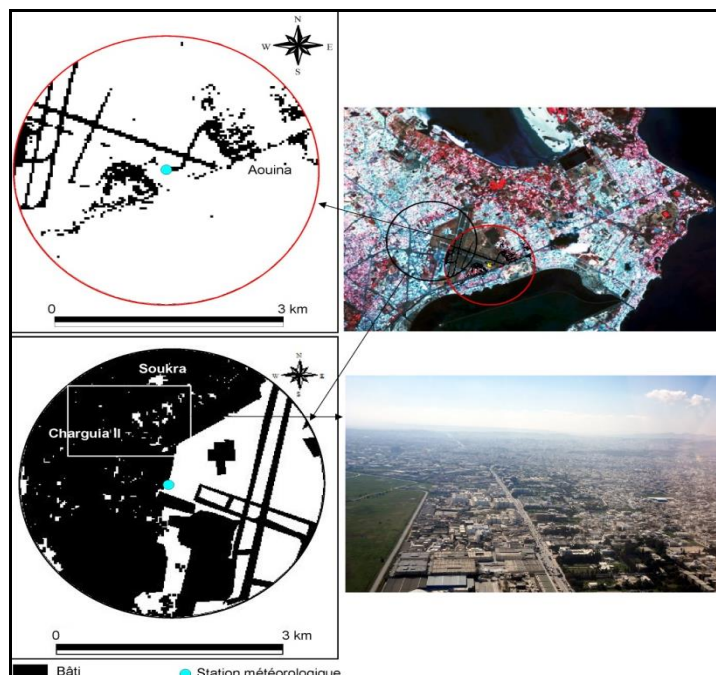 N
W E
S
Aouina
0 3 km
Soukra
Charguia II
0 3 km
Bâti
Station météorologique